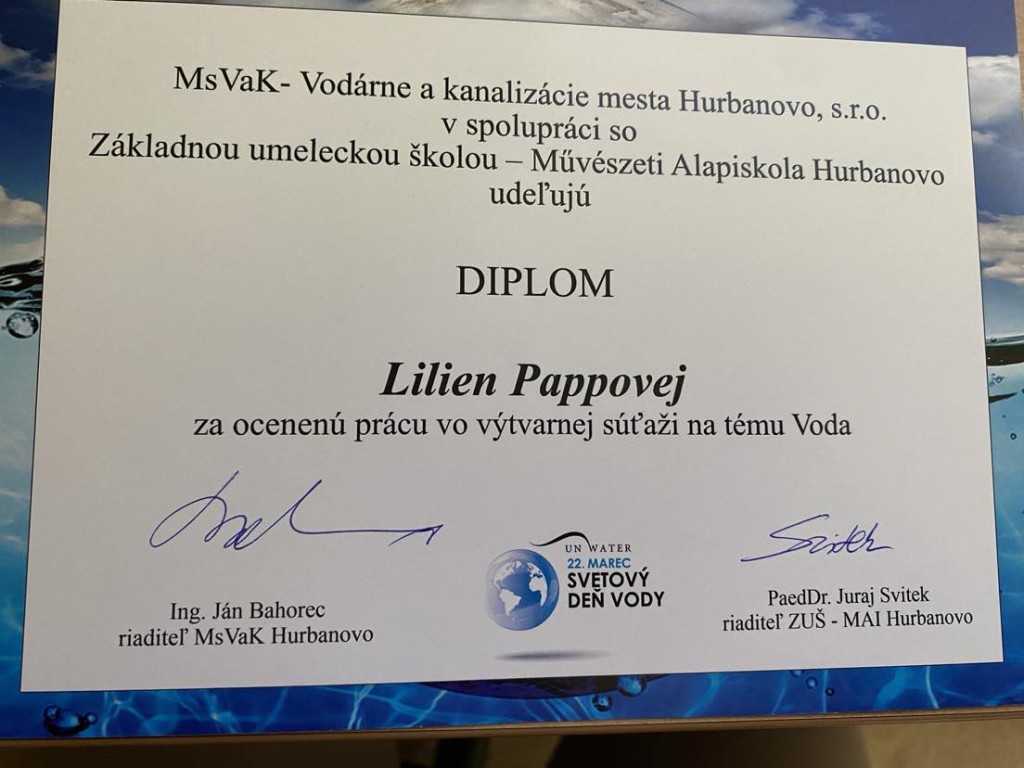 MsVaK- Vodárne a kanalizácie mesta Hurbanovo, s.r.o.
v spolupráci so
Základnou umeleckou školou – Művészeti Alapiskola Hurbanovo
udeľujú
DIPLOM
Lilien Pappovej
za ocenenú prácu vo výtvarnej súťaži na tému Voda
UN WATER
22. MAREC
SVETOVÝ
DEŇ VODY
Ing. Ján Bahorec
riaditeľ MsVaK Hurbanovo
Svitek
PaedDr. Juraj Svitek
riaditeľ ZUŠ - MAI Hurbanovo